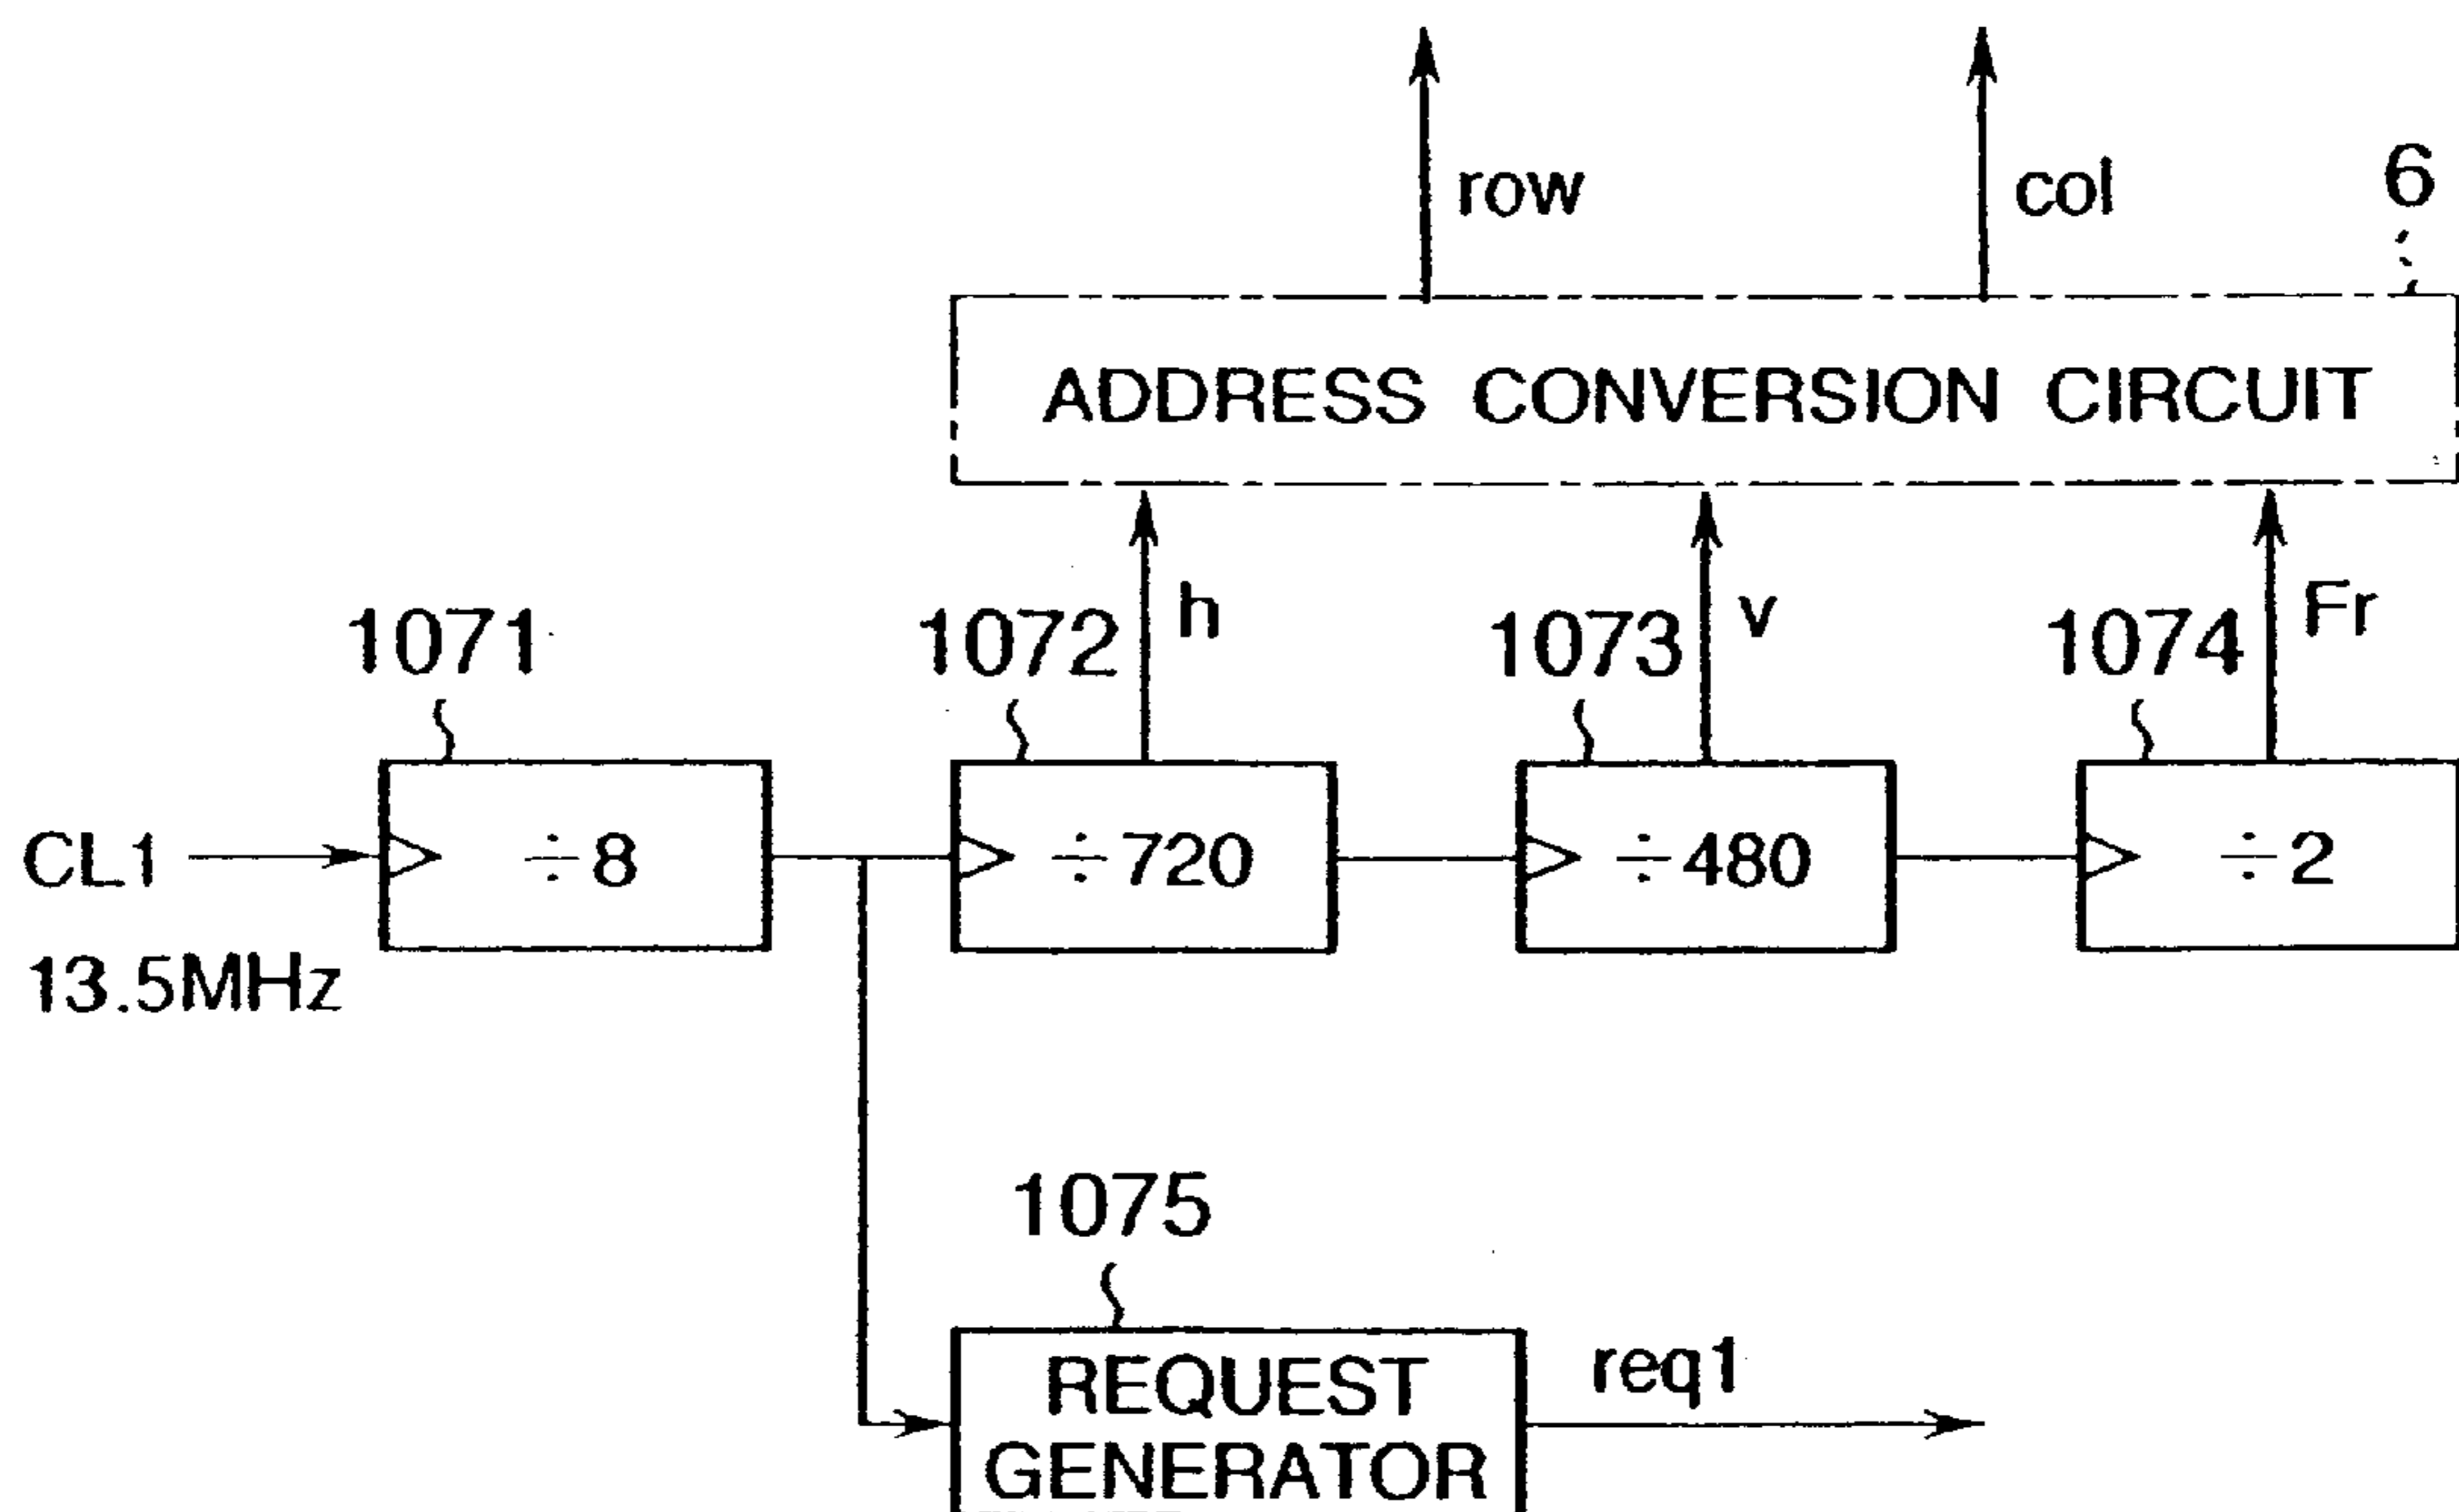 row
col
6
ADDRESS CONVERSION CIRCUIT
h
v
Fr
1071
1072
1073
1074
CL1
÷8
÷720
÷480
÷2
13.5MHz
1075
REQUEST
GENERATOR
req1